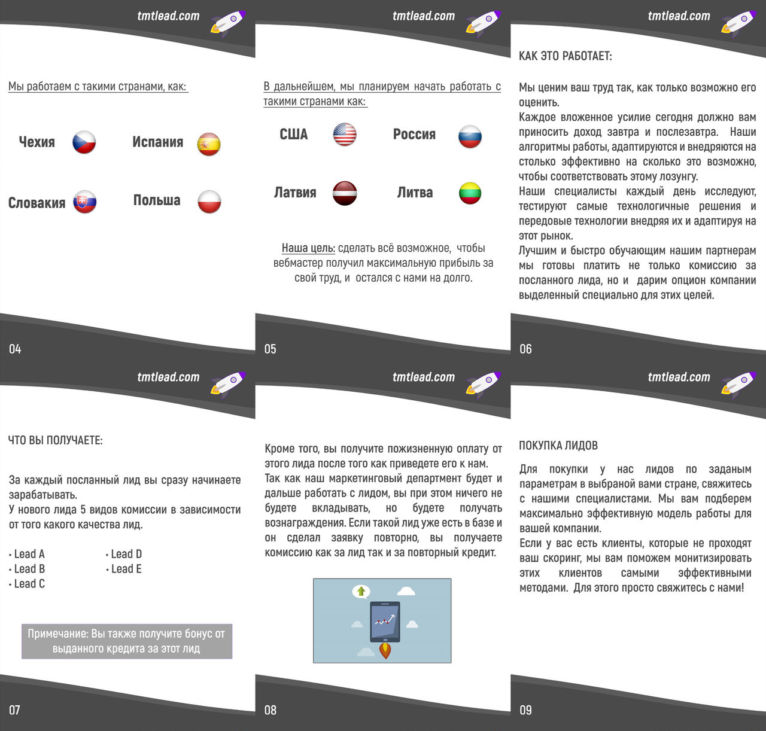 tmtlead.com
Мы работаем с такими странами, как:
Чехия
Испания
Словакия
Польша
04
tmtlead.com
В дальнейшем, мы планируем начать работать с
такими странами как:
США
Россия
Латвия
Литва
Наша цель: сделать всё возможное, чтобы
вебмастер получил максимальную прибыль за
свой труд, и остался с нами на долго.
05
tmtlead.com
КАК ЭТО РАБОТАЕТ:
Мы ценим ваш труд так, как только возможно его
оценить.
Каждое вложенное усилие сегодня должно вам
приносить доход завтра и послезавтра. Наши
алгоритмы работы, адаптируются и внедряются на
столько эффективно на сколько это возможно,
чтобы соответствовать этому лозунгу.
Наши специалисты каждый день исследуют,
тестируют самые технологичные решения и
передовые технологии внедряя их и адаптируя на
этот рынок.
Лучшим и быстро обучающим нашим партнерам
мы готовы платить не только комиссию за
посланного лида, но и дарим опцион компании
выделенный специально для этих целей.
06
tmtlead.com
ЧТО ВЫ ПОЛУЧАЕТЕ:
За каждый посланный лид вы сразу начинаете
зарабатывать.
У нового лида 5 видов комиссии в зависимости
от того какого качества лид.
• Lead A
• Lead B
• Lead C
• Lead D
• Lead E
Примечание: Вы также получите бонус от
выданного кредита за этот лид
07
tmtlead.com
Кроме того, вы получите пожизненную оплату от
этого лида после того как приведете его к нам.
Так как наш маркетинговый департмент будет и
дальше работать с лидом, вы при этом ничего не
будете вкладывать, но будете получать
вознаграждения. Если такой лид уже есть в базе и
он сделал заявку повторно, вы получаете
комиссию как за лид так и за повторный кредит.
08
tmtlead.com
ПОКУПКА ЛИДОВ
Для покупки у нас лидов по заданым
параметрам в выбраной вами стране, свяжитесь
с нашими специалистами. Мы вам подберем
максимально эффективную модель работы для
вашей компании.
Если у вас есть клиенты, которые не проходят
ваш скоринг, мы вам поможем монитизировать
этих клиентов самыми эффективными
методами. Для этого просто свяжитесь с нами!
09